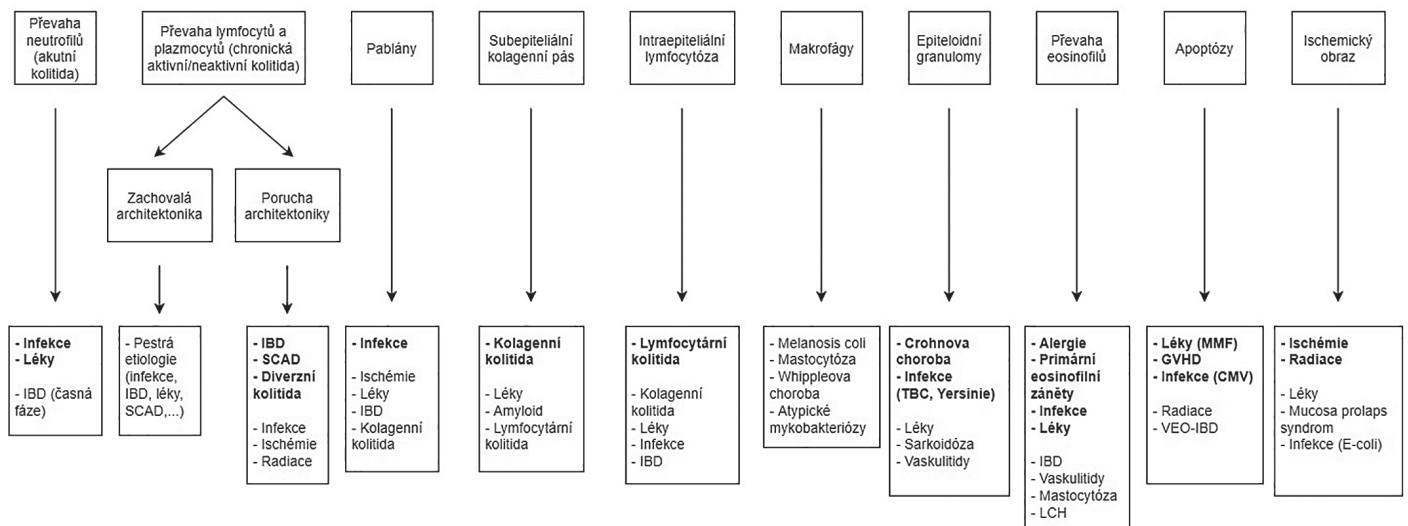 Převaha
neutrofilů
(akutní
kolitida)
Převaha lymfocytů a
plazmocytů (chronická
aktivní/neaktivní kolitida)
Pablány
Subepiteliální
kolagenní pás
Intraepiteliální
lymfocytóza
Makrofágy
Epiteloidní
granulomy
Převaha
eosinofilů
Apoptózy
Ischemický
obraz
Zachovalá
architektonika
Porucha
architektoniky
- Infekce
- Léky
- IBD (časná
fáze)
- Pestrá
etiologie
(infekce,
IBD, léky,
SCAD,...)
- IBD
- SCAD
- Diverzní
kolitida
- Infekce
- Ischémie
- Radiace
- Infekce
- Ischémie
- Léky
- IBD
- Kolagenní
kolitida
- Kolagenní
kolitida
- Léky
- Amyloid
- Lymfocytární
kolitida
- Lymfocytární
kolitida
- Kolagenní
kolitida
- Léky
- Infekce
- IBD
- Melanosis coli
- Mastocytóza
- Whippleova
choroba
- Atypické
mykobakteriózy
- Crohnova
choroba
- Infekce
(TBC, Yersinie)
- Léky
- Sarkoidóza
- Vaskulitidy
- Alergie
- Primární
eosinofilní
záněty
- Infekce
- Léky
- IBD
- Vaskulitidy
- Mastocytóza
- LCH
- Léky (MMF)
- GVHD
- Infekce (CMV)
- Radiace
- VEO-IBD
- Ischémie
- Radiace
- Léky
- Mucosa prolaps
syndrom
- Infekce (E-coli)